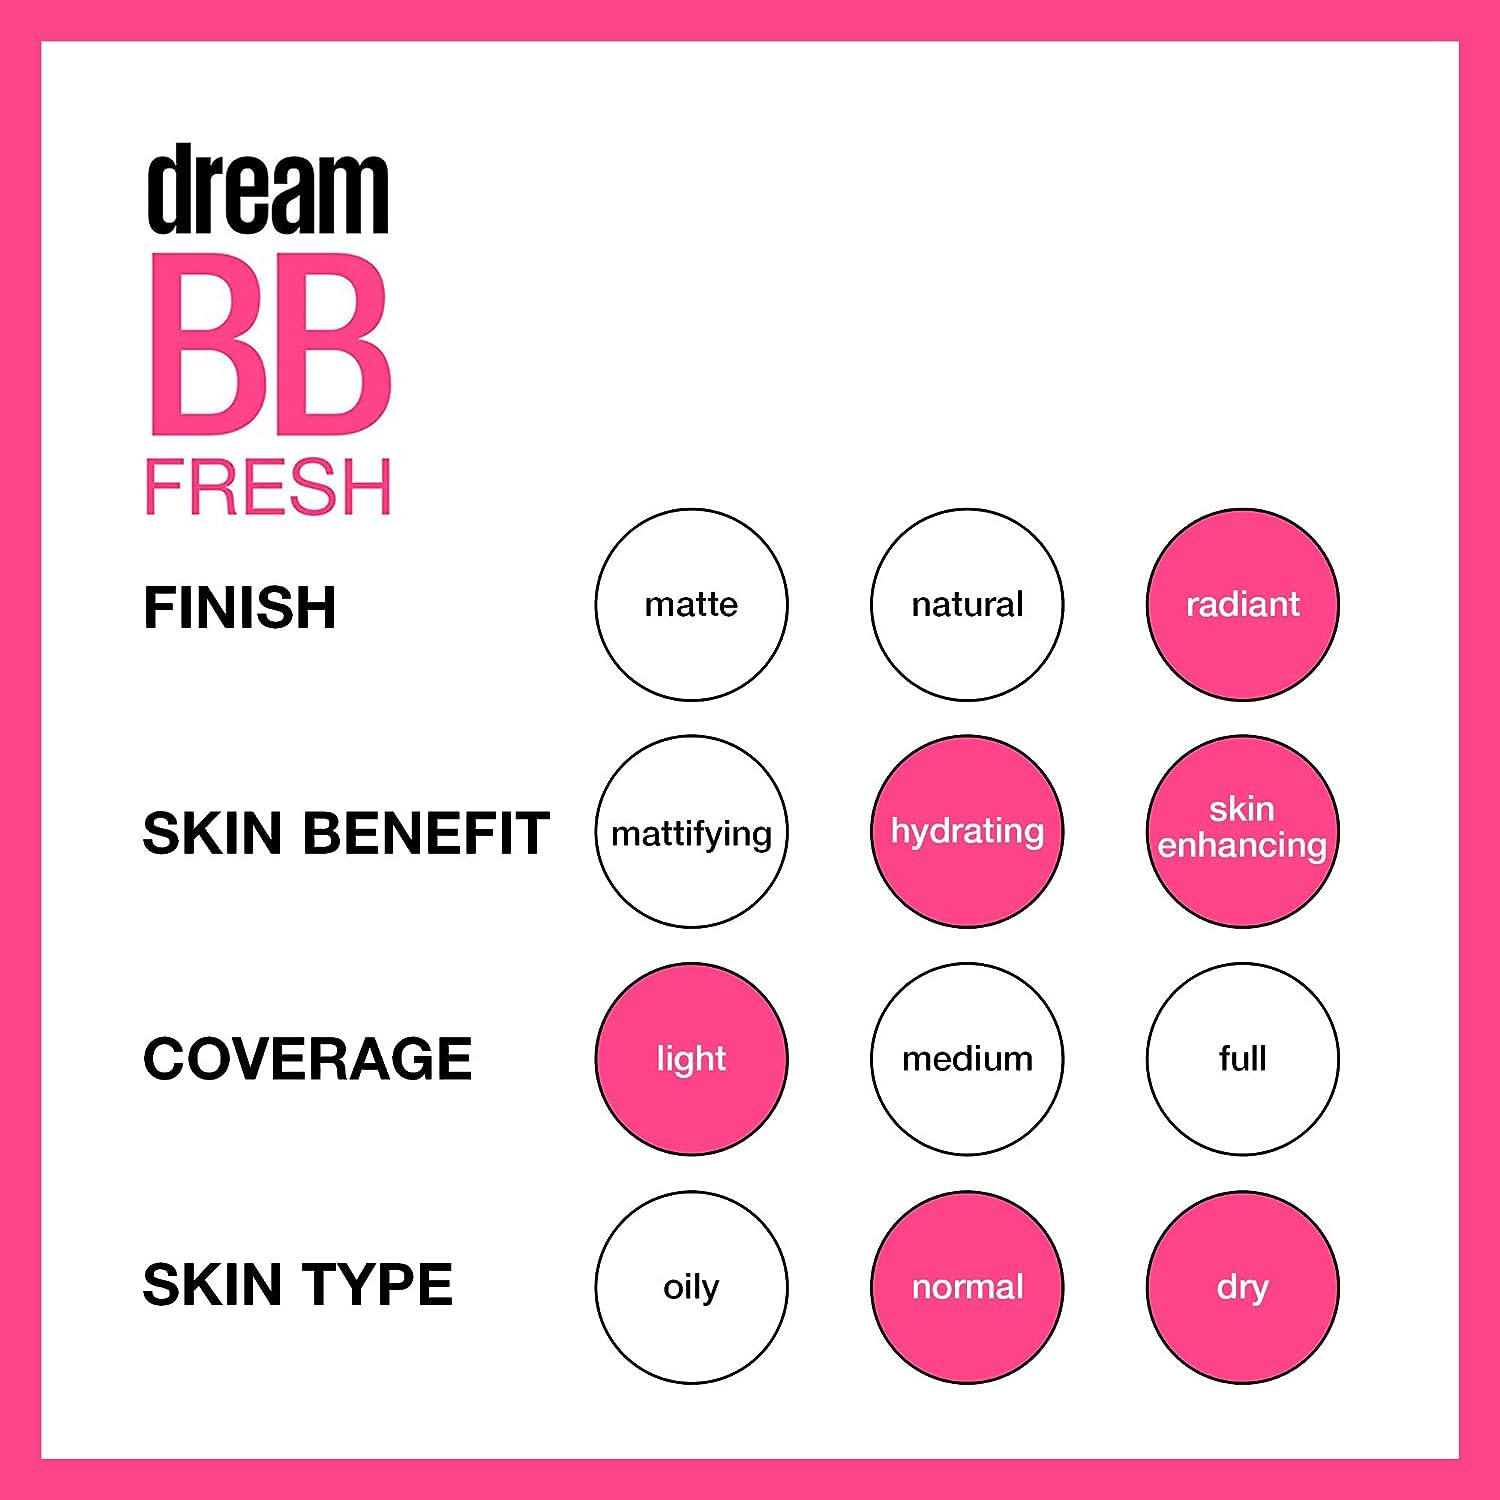 dream
BB
FRESH
FINISH
matte
natural
radiant
SKIN BENEFIT
mattifying
hydrating
skin
enhancing
COVERAGE
light
medium
full
SKIN TYPE
oily
normal
dry